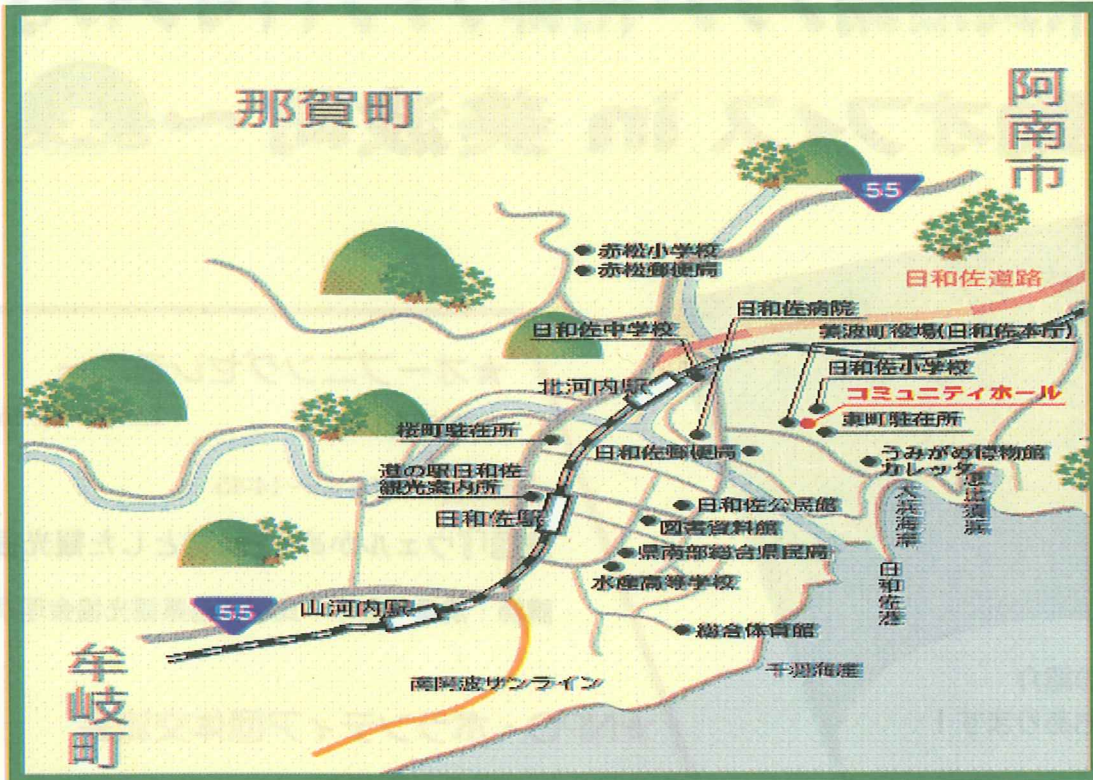 那賀町
阿南市
55
赤松小学校
赤松郵便局
日和佐道路
日和佐病院
日和佐中学校
美波町役場(日和佐本庁)
日和佐小学校
北河内駅
コミュニティホール
東町駐在所
桜町駐在所
日和佐郵便局
うみがめ博物館
カレッタ
道の駅日和佐
観光案内所
恵比須浜
大浜海岸
日和佐公民館
日和佐駅
図書資料館
県南部総合県民局
日和佐港
水産高等学校
55
山河内駅
総合体育館
千羽海崖
南阿波サンライン
牟岐町